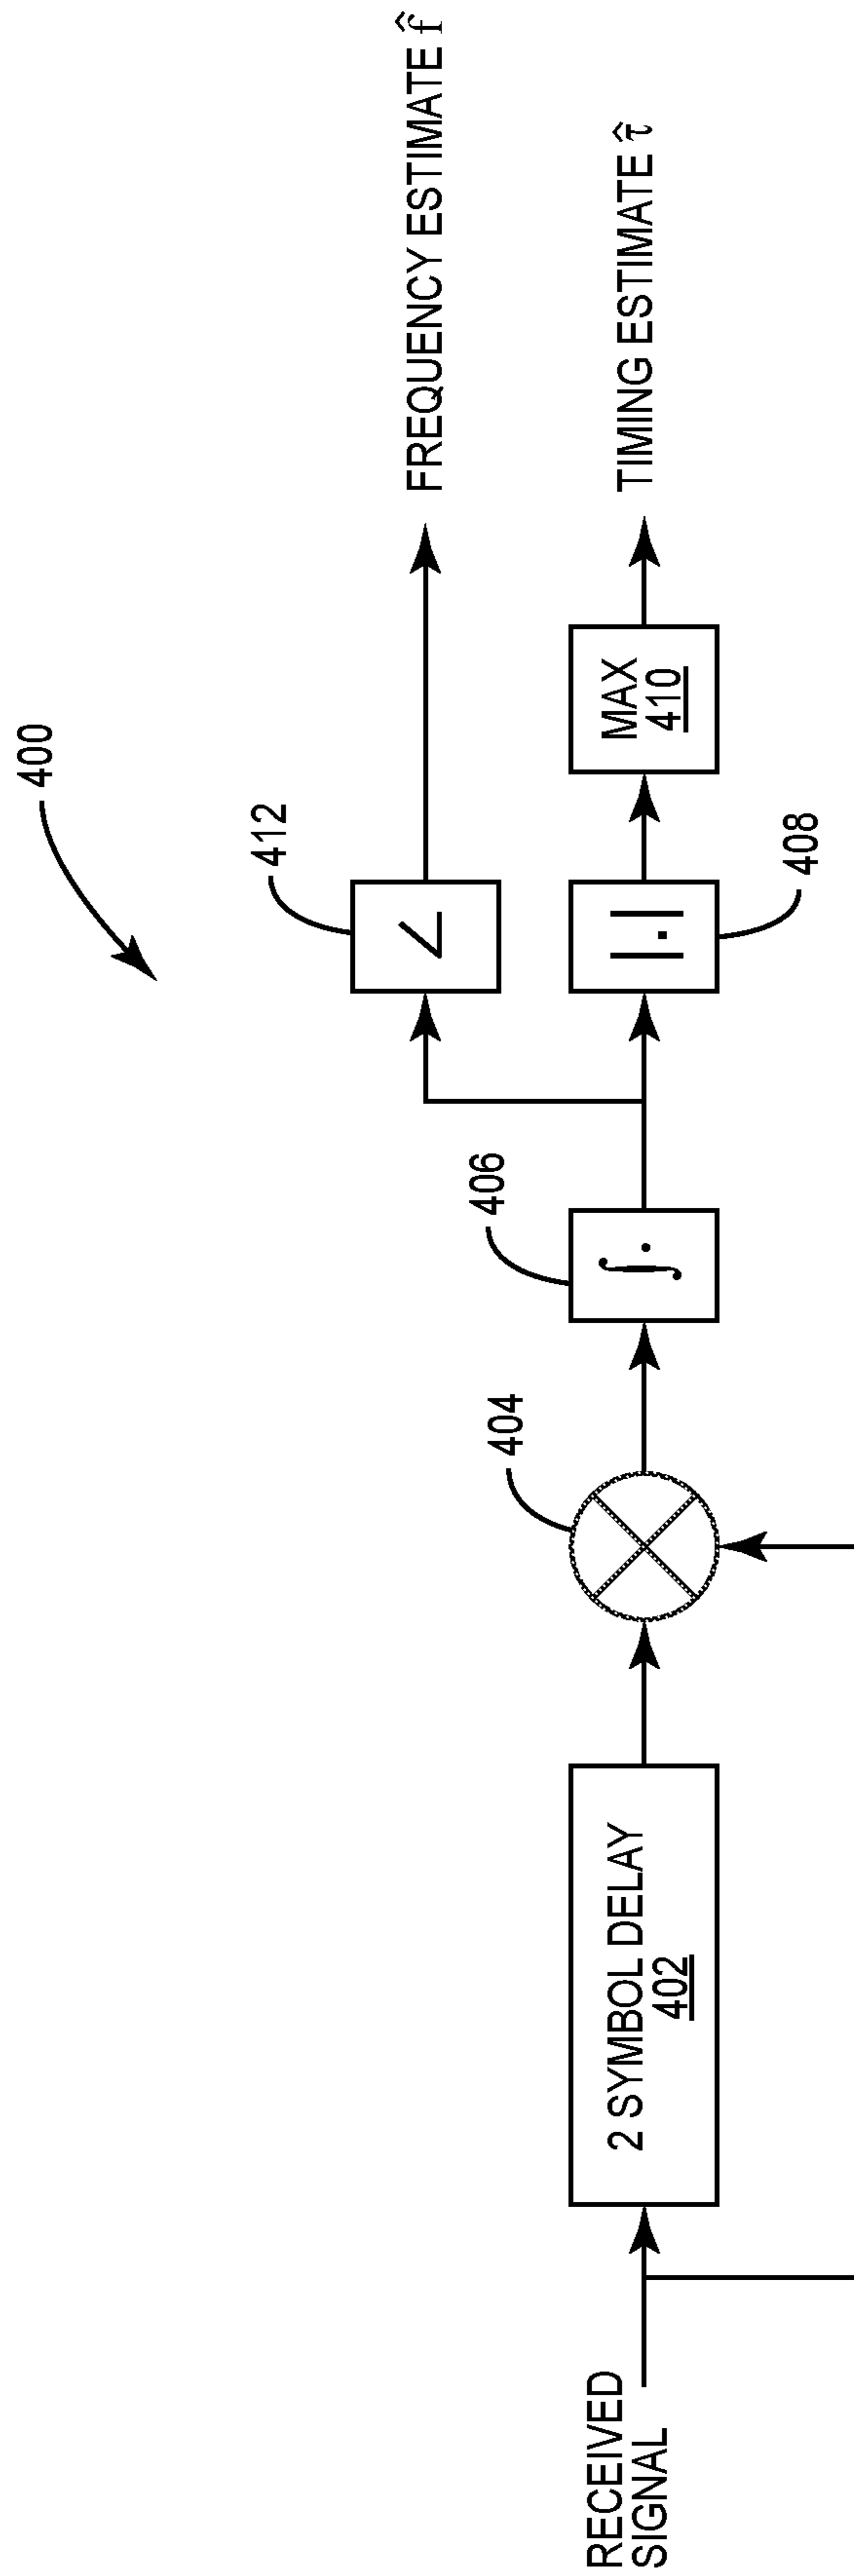 400
RECEIVED
SIGNAL
2 SYMBOL DELAY
402
404
406
∫·
412
∠
FREQUENCY ESTIMATE f̂
|·|
408
MAX
410
TIMING ESTIMATE τ̂